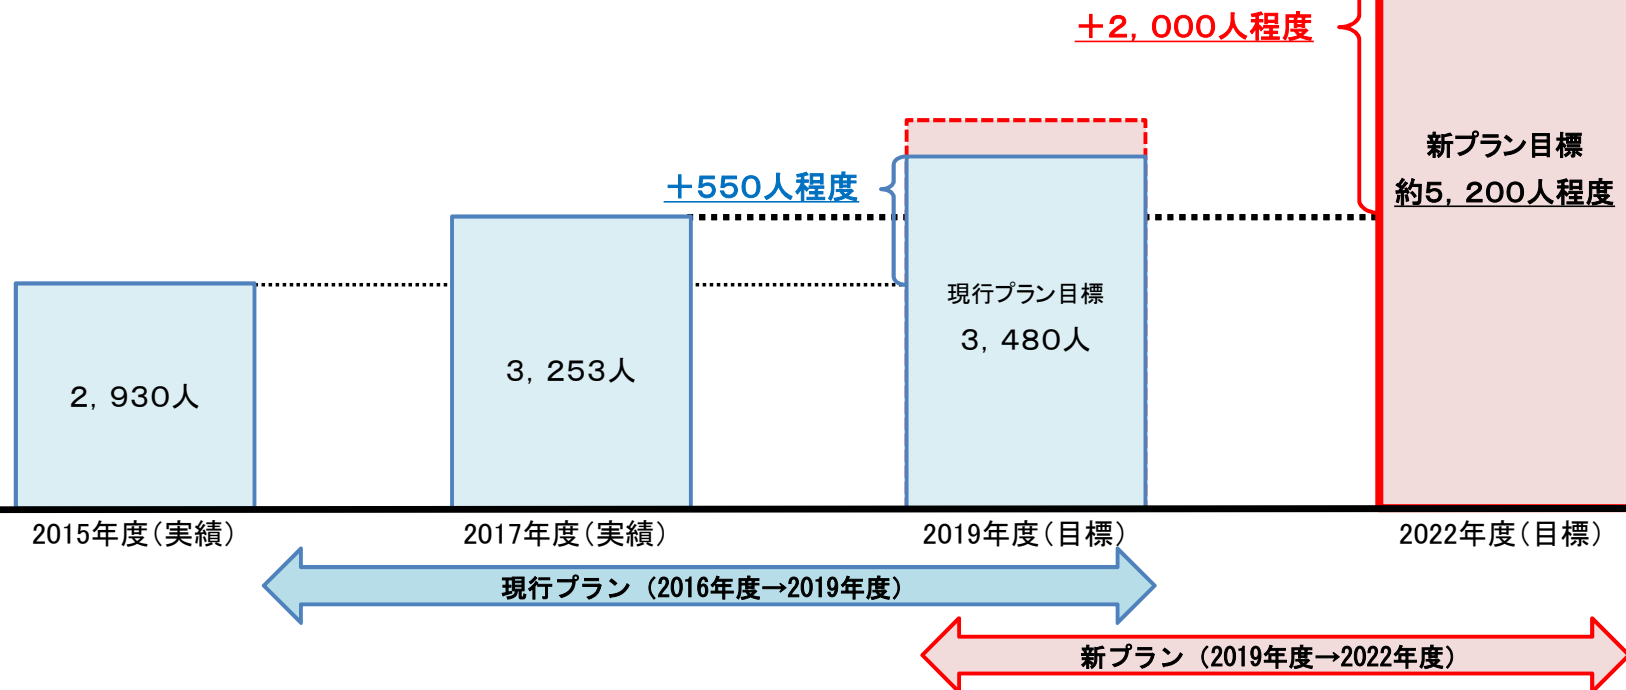 ＋２，０００人程度
新プラン目標
約５，２００人程度
＋５５０人程度
現行プラン目標
３，４８０人
３，２５３人
２，９３０人
2015年度（実績）
2017年度（実績）
2019年度（目標）
2022年度（目標）
現行プラン（2016年度→2019年度）
新プラン（2019年度→2022年度）